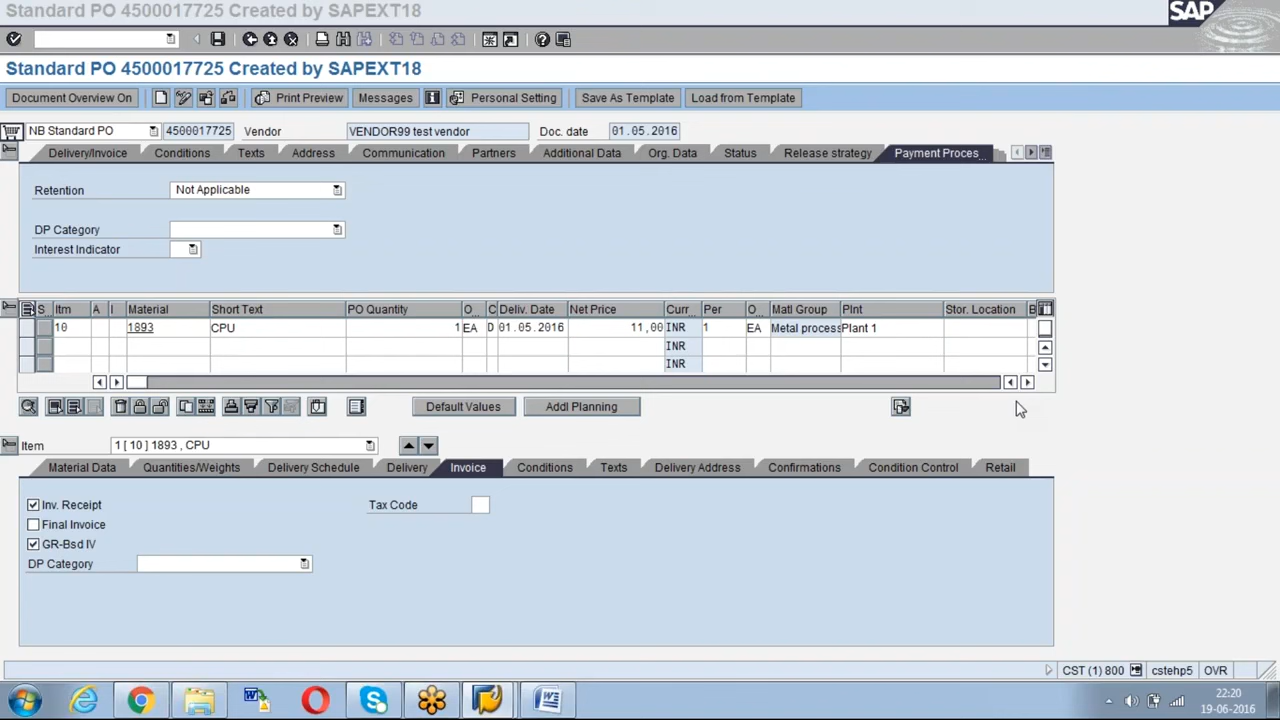 Standard PO 4500017725 Created by SAPEXT18
SAP
Standard PO 4500017725 Created by SAPEXT18
Document Overview On Print Preview Messages Personal Setting Save As Template Load from Template
NB Standard PO 4500017725 Vendor VENDOR99 test vendor Doc. date 01.05.2016
Delivery/Invoice Conditions Texts Address Communication Partners Additional Data Org. Data Status Release strategy Payment Proces...
Retention Not Applicable
DP Category
Interest Indicator
S... Itm A I Material Short Text PO Quantity O... C Deliv. Date Net Price Curr... Per O... Matl Group Plnt Stor. Location B
10 1893 CPU 1 EA D 01.05.2016 11,00 INR 1 EA Metal process Plant 1
INR
INR
Default Values Addl Planning
Item 1 [ 10 ] 1893 , CPU
Material Data Quantities/Weights Delivery Schedule Delivery Invoice Conditions Texts Delivery Address Confirmations Condition Control Retail
Inv. Receipt Tax Code
Final Invoice
GR-Bsd IV
DP Category
CST (1) 800 cstehp5 OVR
22:20
19-06-2016